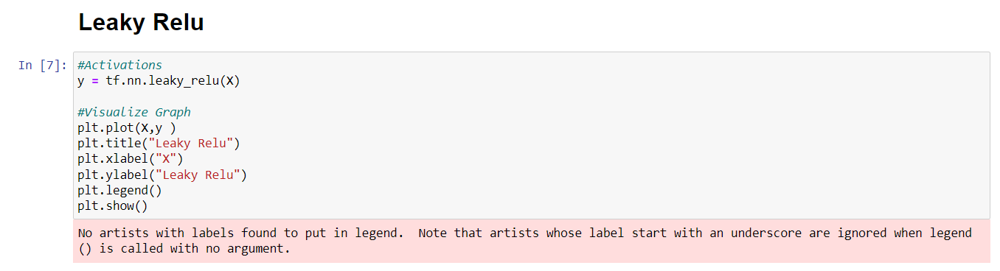 Leaky Relu
In [7]: #Activations
y = tf.nn.leaky_relu(X)
#Visualize Graph
plt.plot(X,y )
plt.title("Leaky Relu")
plt.xlabel("X")
plt.ylabel("Leaky Relu")
plt.legend()
plt.show()
No artists with labels found to put in legend.  Note that artists whose label start with an underscore are ignored when legend
() is called with no argument.